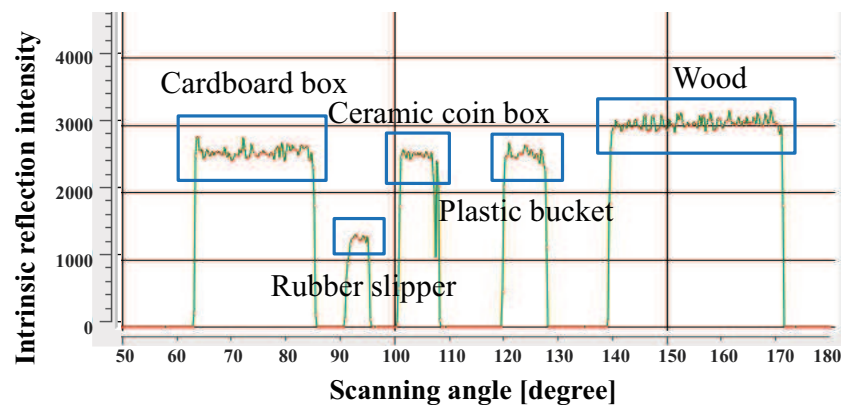 Intrinsic reflection intensity
4000
3000
2000
1000
0
Cardboard box
Ceramic coin box
Wood
Plastic bucket
Rubber slipper
50 60 70 80 90 100 110 120 130 140 150 160 170 180
Scanning angle [degree]